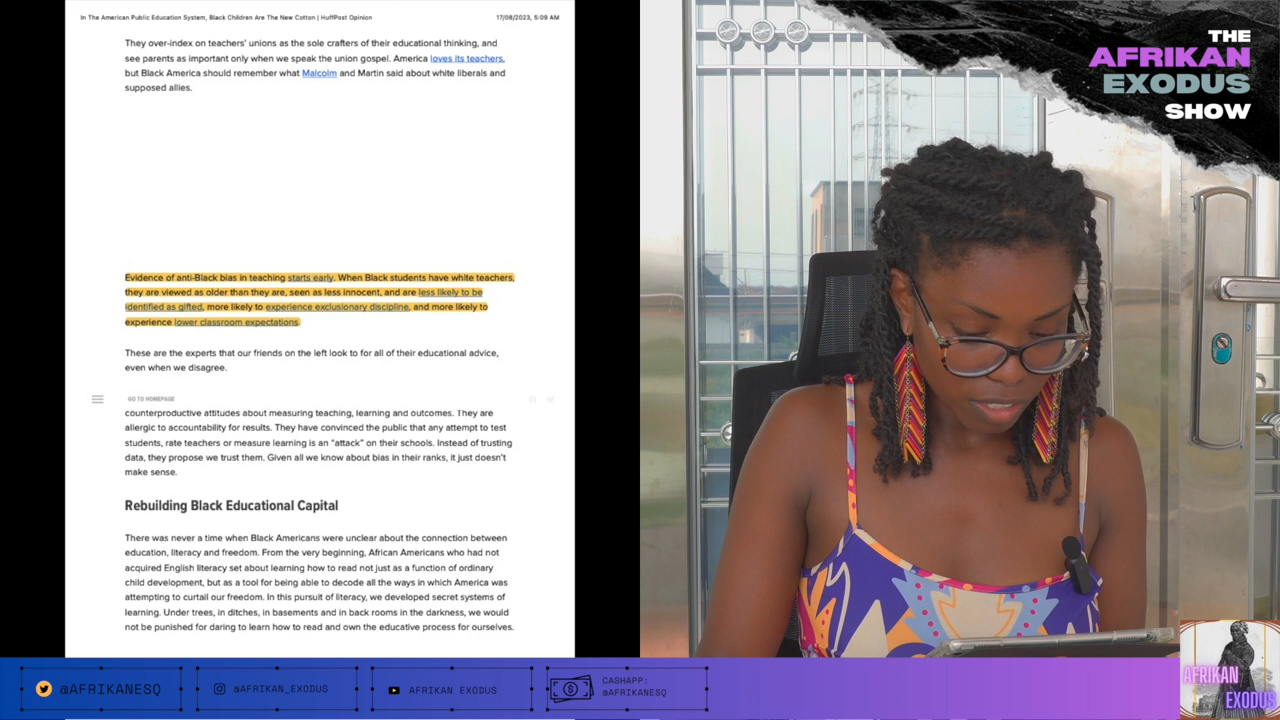 In The American Public Education System, Black Children Are The New Cotton | HuffPost Opinion
17/08/2023, 5:09 AM
They over-index on teachers' unions as the sole crafters of their educational thinking, and
see parents as important only when we speak the union gospel. America loves its teachers,
but Black America should remember what Malcolm and Martin said about white liberals and
supposed allies.
Evidence of anti-Black bias in teaching starts early. When Black students have white teachers,
they are viewed as older than they are, seen as less innocent, and are less likely to be
identified as gifted, more likely to experience exclusionary discipline, and more likely to
experience lower classroom expectations.
These are the experts that our friends on the left look to for all of their educational advice,
even when we disagree.
GO TO HOMEPAGE
counterproductive attitudes about measuring teaching, learning and outcomes. They are
allergic to accountability for results. They have convinced the public that any attempt to test
students, rate teachers or measure learning is an "attack" on their schools. Instead of trusting
data, they propose we trust them. Given all we know about bias in their ranks, it just doesn't
make sense.
Rebuilding Black Educational Capital
There was never a time when Black Americans were unclear about the connection between
education, literacy and freedom. From the very beginning, African Americans who had not
acquired English literacy set about learning how to read not just as a function of ordinary
child development, but as a tool for being able to decode all the ways in which America was
attempting to curtail our freedom. In this pursuit of literacy, we developed secret systems of
learning. Under trees, in ditches, in basements and in back rooms in the darkness, we would
not be punished for daring to learn how to read and own the educative process for ourselves.
THE
AFRIKAN
EXODUS
SHOW
@AFRIKANESQ
@AFRIKAN_EXODUS
AFRIKAN EXODUS
CASHAPP:
@AFRIKANESQ
AFRIKAN
EXODUS